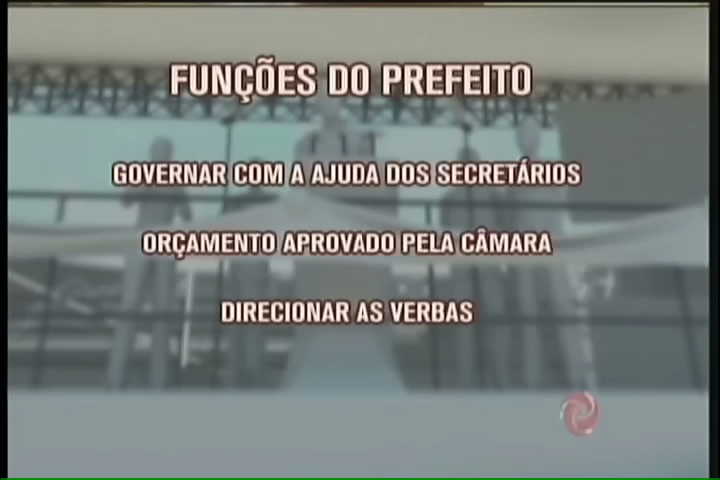 FUNÇÕES DO PREFEITO
GOVERNAR COM A AJUDA DOS SECRETÁRIOS
ORÇAMENTO APROVADO PELA CÂMARA
DIRECIONAR AS VERBAS